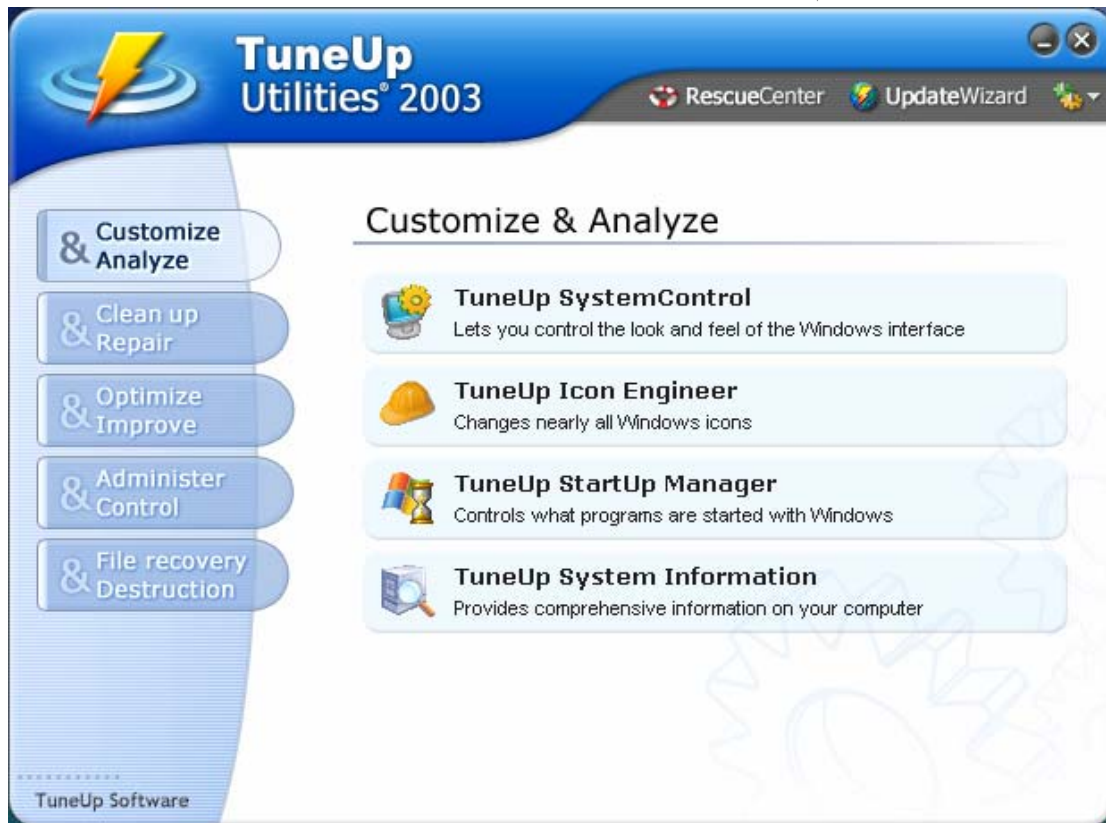 TuneUp
Utilities® 2003
RescueCenter UpdateWizard
& Customize
Analyze
& Clean up
Repair
& Optimize
Improve
& Administer
Control
& File recovery
Destruction
Customize & Analyze
TuneUp SystemControl
Lets you control the look and feel of the Windows interface
TuneUp Icon Engineer
Changes nearly all Windows icons
TuneUp StartUp Manager
Controls what programs are started with Windows
TuneUp System Information
Provides comprehensive information on your computer
TuneUp Software